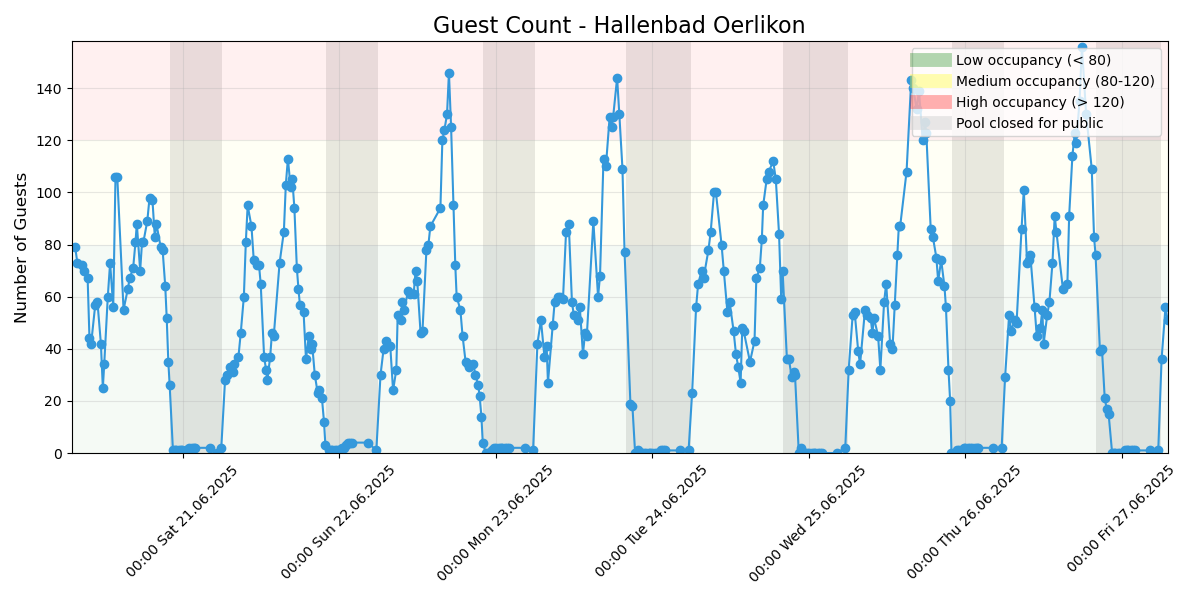 Guest Count - Hallenbad Oerlikon
Low occupancy (< 80)
Medium occupancy (80-120)
High occupancy (> 120)
Pool closed for public
Number of Guests
140
120
100
80
60
40
20
0
00:00 Sat 21.06.2025
00:00 Sun 22.06.2025
00:00 Mon 23.06.2025
00:00 Tue 24.06.2025
00:00 Wed 25.06.2025
00:00 Thu 26.06.2025
00:00 Fri 27.06.2025